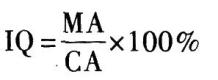 IQ = MA/CA × 100%